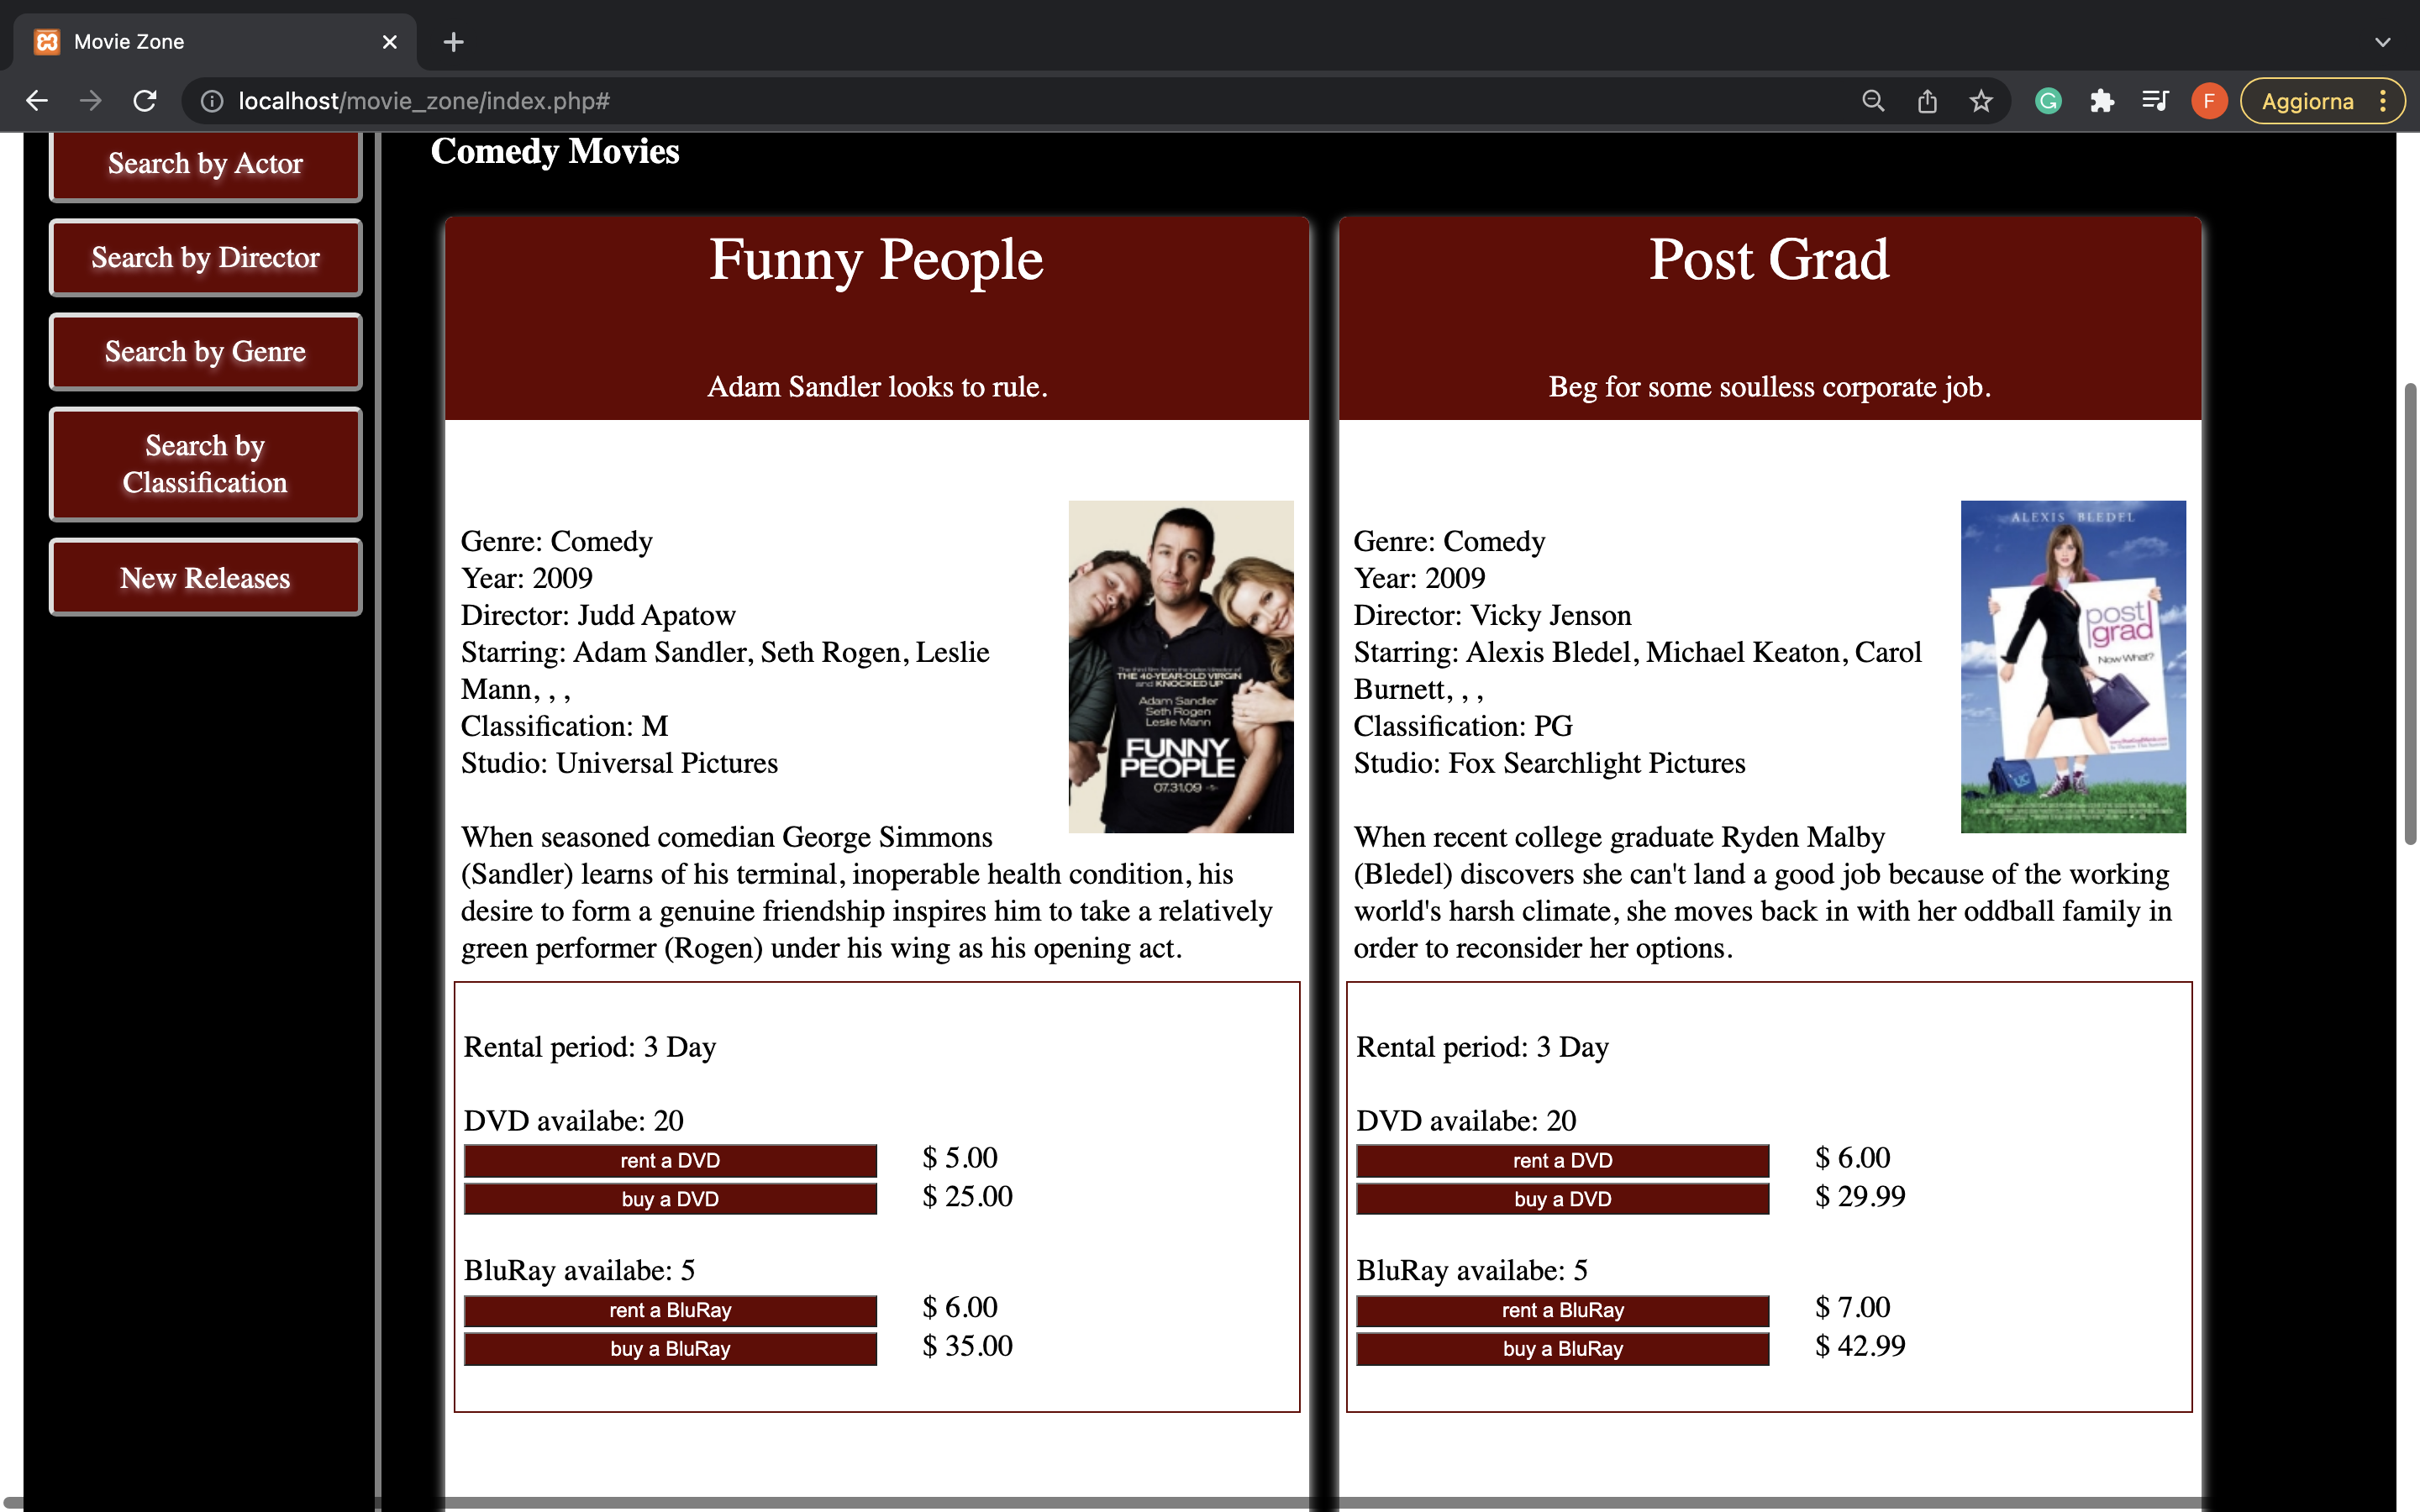 Movie Zone
localhost/movie_zone/index.php#
F
Aggiorna
Search by Actor
Search by Director
Search by Genre
Search by
Classification
New Releases
Comedy Movies
Funny People
Adam Sandler looks to rule.
Genre: Comedy
Year: 2009
Director: Judd Apatow
Starring: Adam Sandler, Seth Rogen, Leslie
Mann, , ,
Classification: M
Studio: Universal Pictures
When seasoned comedian George Simmons
(Sandler) learns of his terminal, inoperable health condition, his
desire to form a genuine friendship inspires him to take a relatively
green performer (Rogen) under his wing as his opening act.
THE 40-YEAR-OLD VIRGIN
and KNOCKED UP
Adam Sandler
Seth Rogen
Leslie Mann
FUNNY
PEOPLE
07.31.09
Rental period: 3 Day
DVD availabe: 20
rent a DVD $ 5.00
buy a DVD $ 25.00
BluRay availabe: 5
rent a BluRay $ 6.00
buy a BluRay $ 35.00
Post Grad
Beg for some soulless corporate job.
Genre: Comedy
Year: 2009
Director: Vicky Jenson
Starring: Alexis Bledel, Michael Keaton, Carol
Burnett, , ,
Classification: PG
Studio: Fox Searchlight Pictures
When recent college graduate Ryden Malby
(Bledel) discovers she can't land a good job because of the working
world's harsh climate, she moves back in with her oddball family in
order to reconsider her options.
ALEXIS BLEDEL
post
grad
Now What?
UC
Rental period: 3 Day
DVD availabe: 20
rent a DVD $ 6.00
buy a DVD $ 29.99
BluRay availabe: 5
rent a BluRay $ 7.00
buy a BluRay $ 42.99